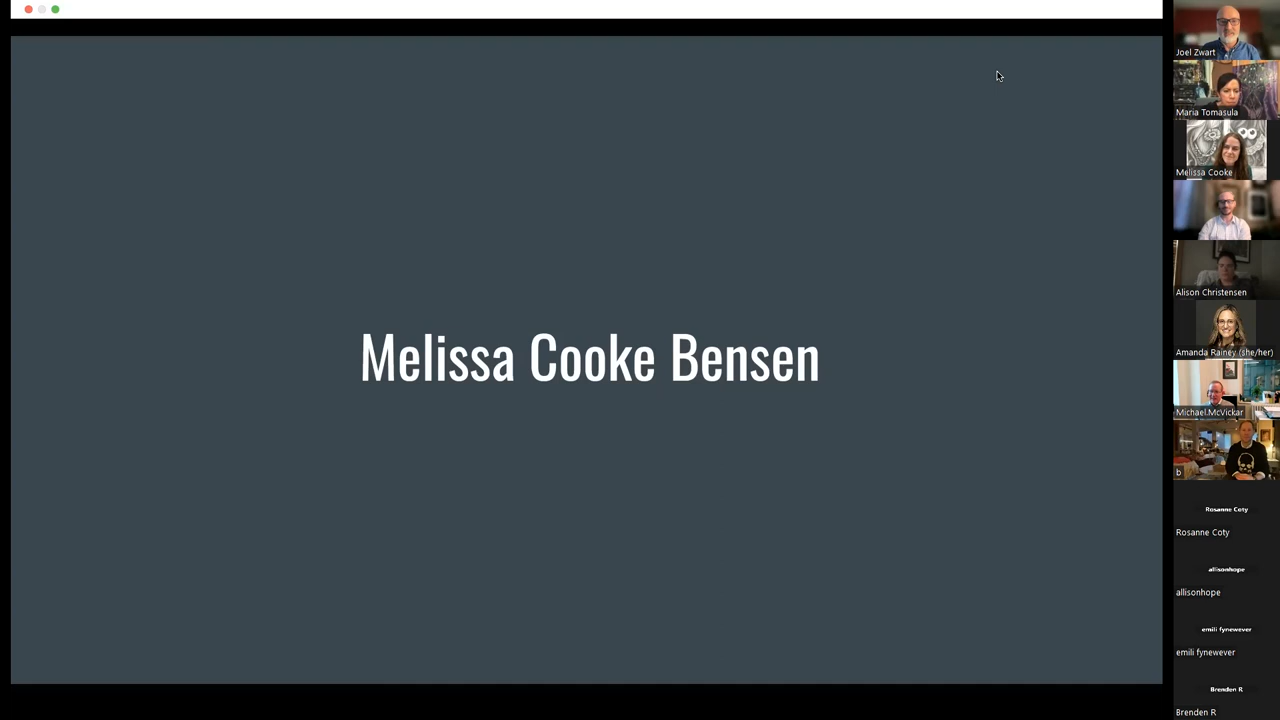 Melissa Cooke Bensen
Joel Zwart
Maria Tomasula
Melissa Cooke
Alison Christensen
Amanda Rainey (she/her)
Michael.McVickar
b
Rosanne Coty
Rosanne Coty
allisonhope
allisonhope
emili fynewever
emili fynewever
Brenden R
Brenden R